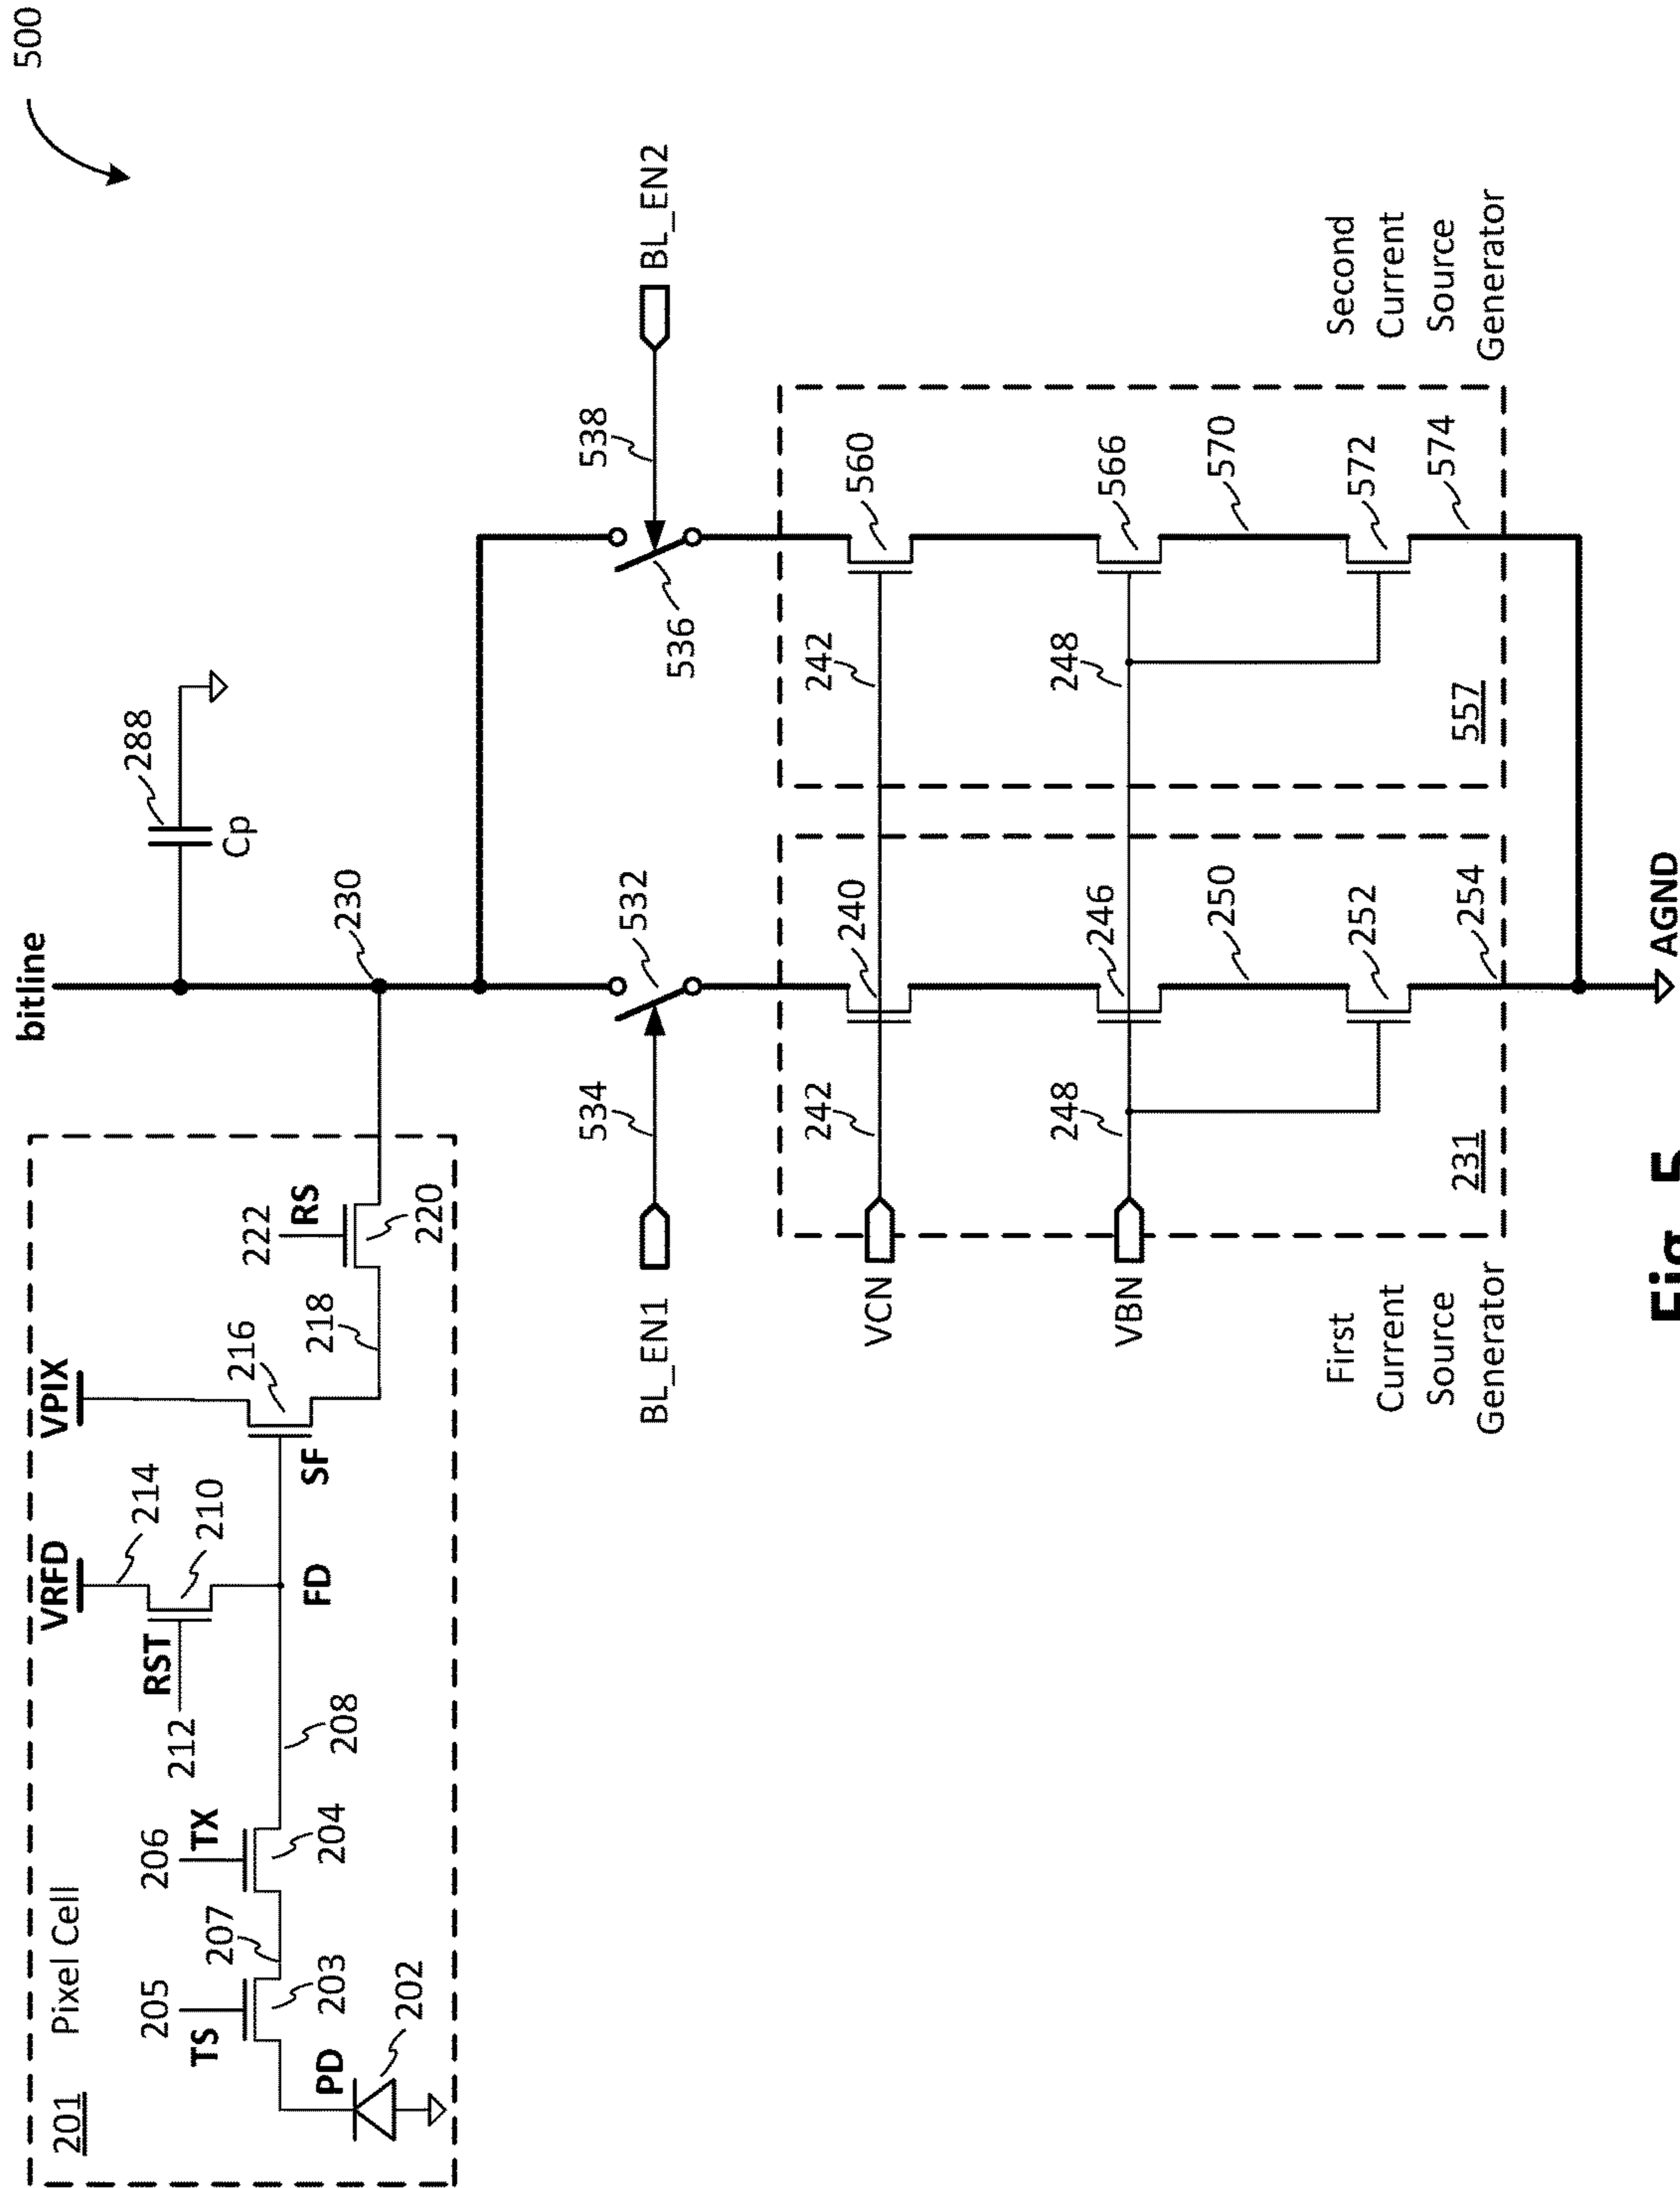 500
bitline
201
Pixel Cell
VRFD
VPIX
214
288
205
206
212
RST
210
216
222
Cp
TS
TX
RS
207
FD
SF
218
230
PD
203
204
208
220
202
534
532
538
BL_EN1
536
BL_EN2
242
240
242
560
VCN
248
246
248
566
VBN
250
570
First
Current
Source
Generator
252
572
Second
Current
Source
Generator
231
254
557
574
AGND
Fig. 5